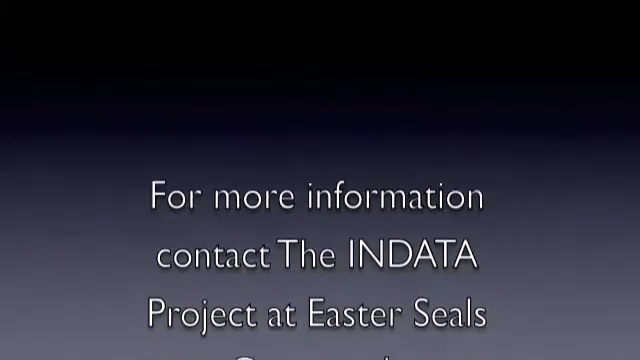 For more information
contact The INDATA
Project at Easter Seals